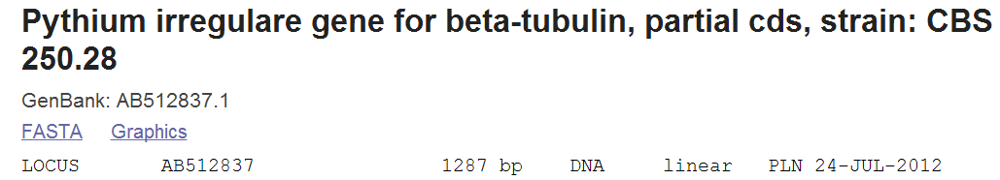 Pythium irregulare gene for beta-tubulin, partial cds, strain: CBS
250.28
GenBank: AB512837.1
FASTA Graphics
LOCUS AB512837 1287 bp DNA linear PLN 24-JUL-2012